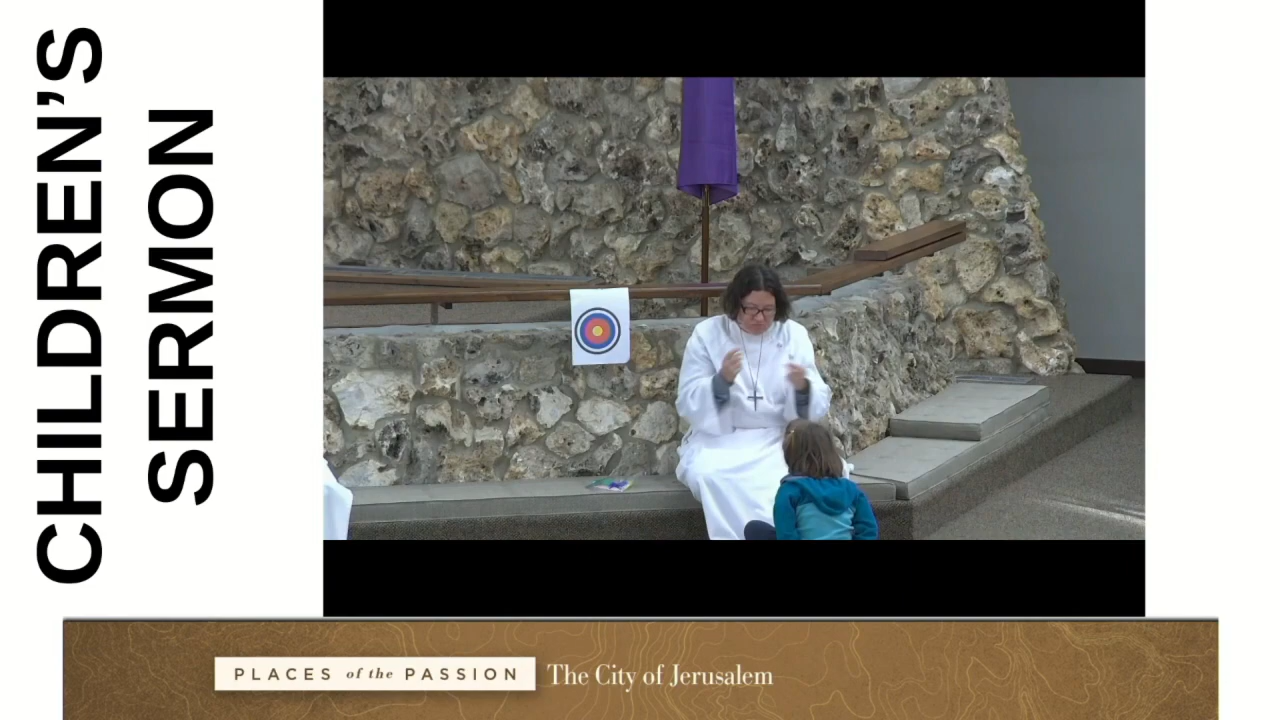 CHILDREN’S
SERMON
PLACES of the PASSION The City of Jerusalem